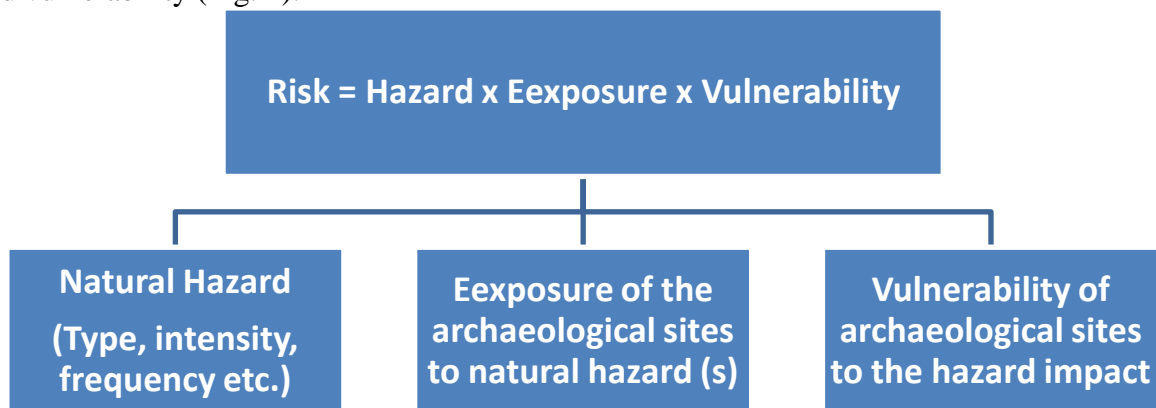 Risk = Hazard x Eexposure x Vulnerability
Natural Hazard
(Type, intensity,
frequency etc.)
Eexposure of the
archaeological sites
to natural hazard (s)
Vulnerability of
archaeological sites
to the hazard impact